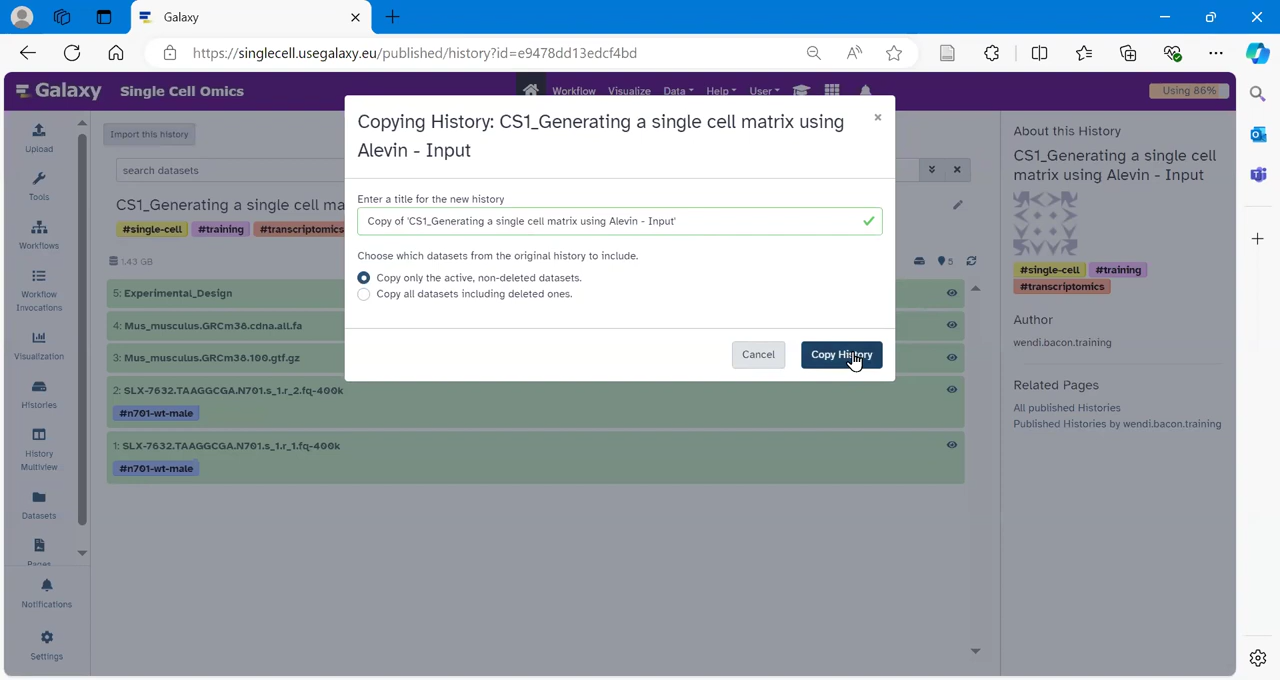 Galaxy
https://singlecell.usegalaxy.eu/published/history?id=e9478dd13edcf4bd
Galaxy Single Cell Omics
Workflow Visualize Data Help User
Using 86%
Upload
Tools
Workflows
Workflow
Invocations
Visualization
Histories
History
Multiview
Datasets
Pages
Notifications
Settings
Import this history
search datasets
CS1_Generating a single cell ma
#single-cell #training #transcriptomics
1.43 GB
5
5: Experimental_Design
4: Mus_musculus.GRCm38.cdna.all.fa
3: Mus_musculus.GRCm38.100.gtf.gz
2: SLX-7632.TAAGGCGA.N701.s_1.r_2.fq-400k
#n701-wt-male
1: SLX-7632.TAAGGCGA.N701.s_1.r_1.fq-400k
#n701-wt-male
Copying History: CS1_Generating a single cell matrix using
Alevin - Input
Enter a title for the new history
Copy of 'CS1_Generating a single cell matrix using Alevin - Input'
Choose which datasets from the original history to include.
Copy only the active, non-deleted datasets.
Copy all datasets including deleted ones.
Cancel
Copy History
About this History
CS1_Generating a single cell
matrix using Alevin - Input
#single-cell #training
#transcriptomics
Author
wendi.bacon.training
Related Pages
All published Histories
Published Histories by wendi.bacon.training